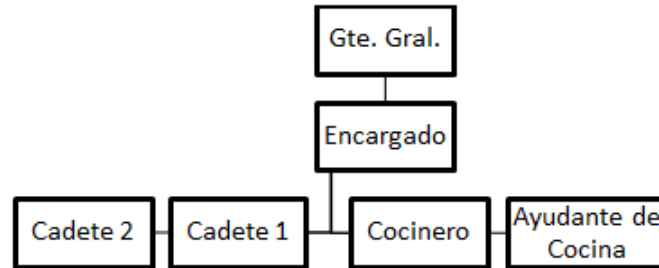 Gte. Gral.
Encargado
Cadete 2
Cadete 1
Cocinero
Ayudante de
Cocina